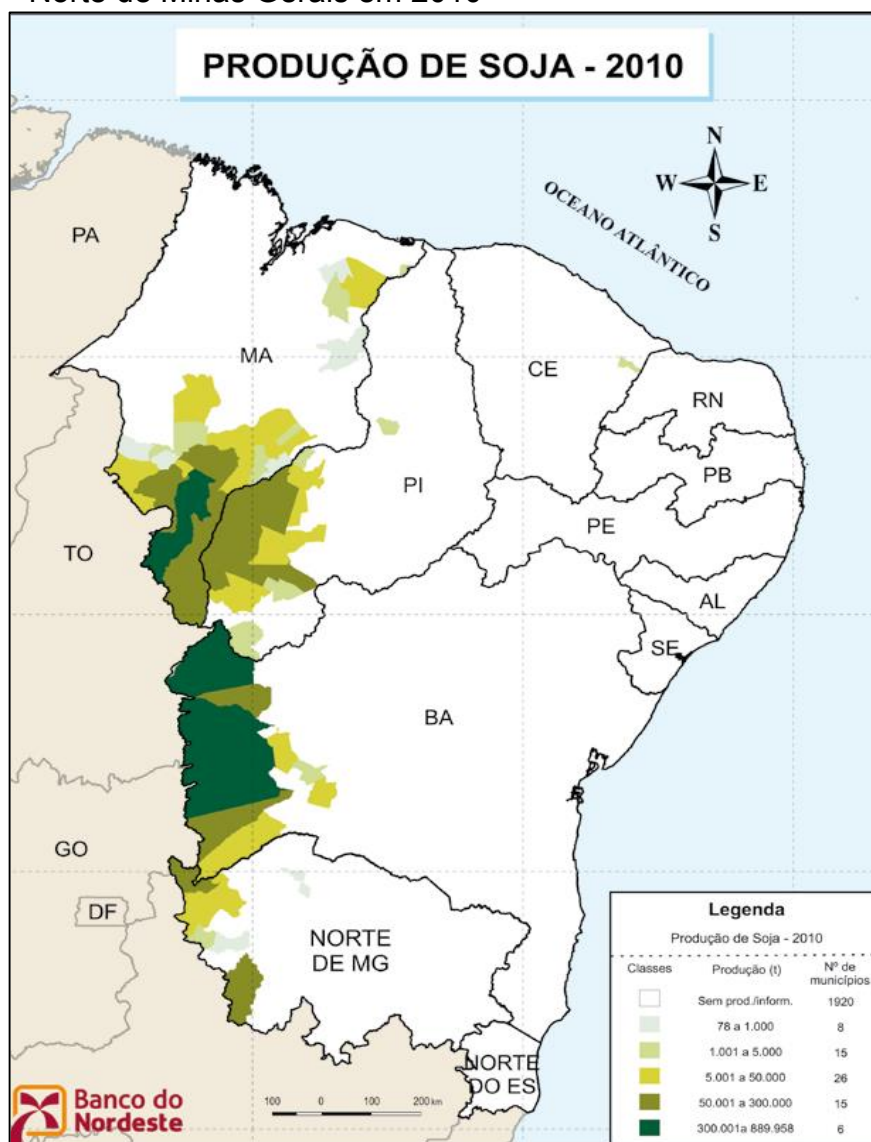 Norte de Minas Gerais em 2010
PRODUÇÃO DE SOJA - 2010
N
W E
S
OCEANO ATLÂNTICO
PA
MA
CE
RN
PB
PI
PE
TO
AL
SE
BA
GO
DF
NORTE
DE MG
NORTE
DO ES
Legenda
Produção de Soja - 2010
Classes Produção (t) Nº de
municípios
Sem prod./inform. 1920
78 a 1.000 8
1.001 a 5.000 15
5.001 a 50.000 26
50.001 a 300.000 15
300.001a 889.958 6
Banco do
Nordeste
100 0 100 200 km